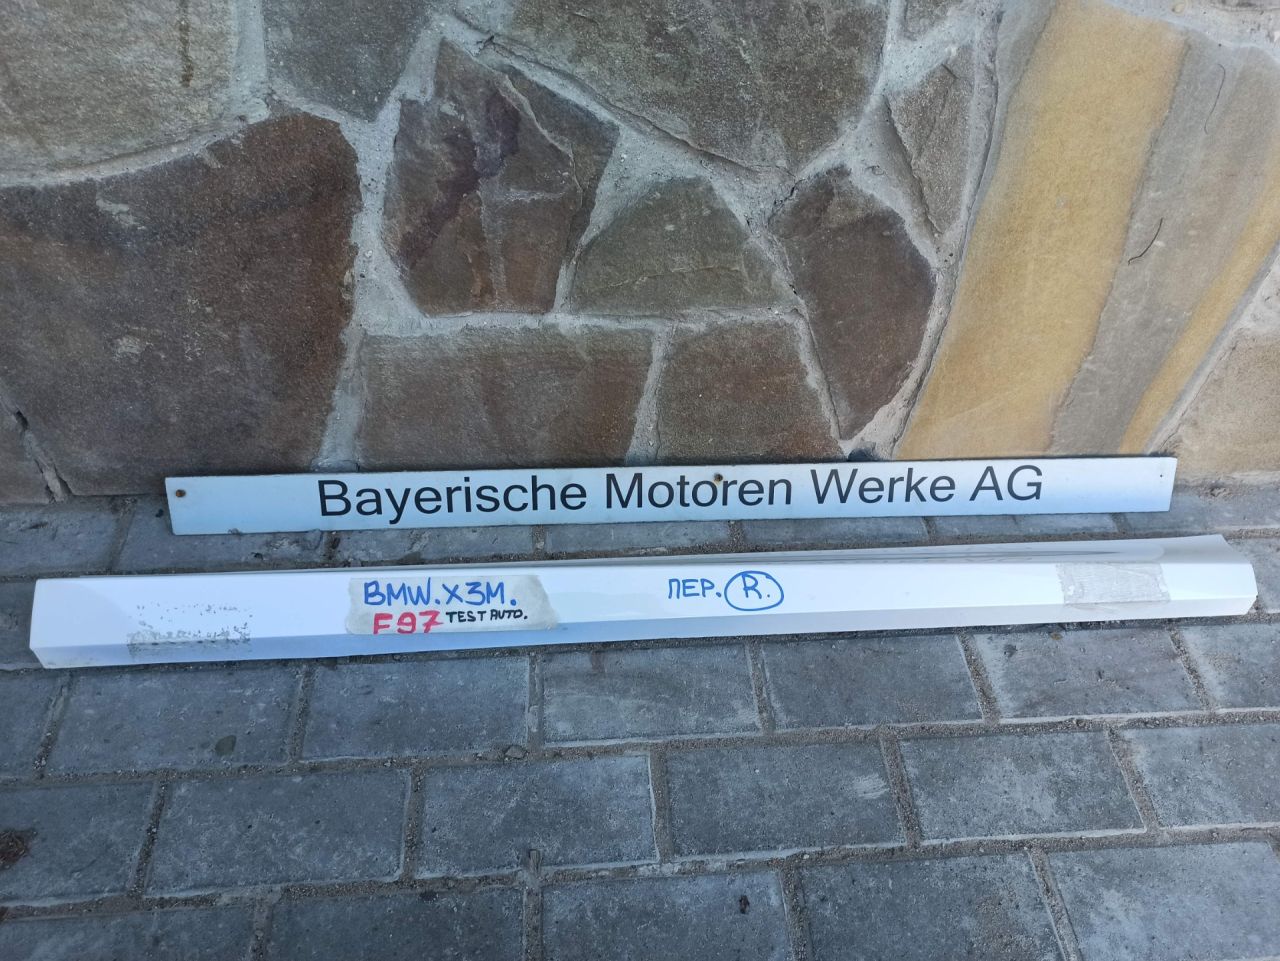 Bayerische Motoren Werke AG
BMW. X3M.
F97 TEST AUTO.
ПЕР. R.